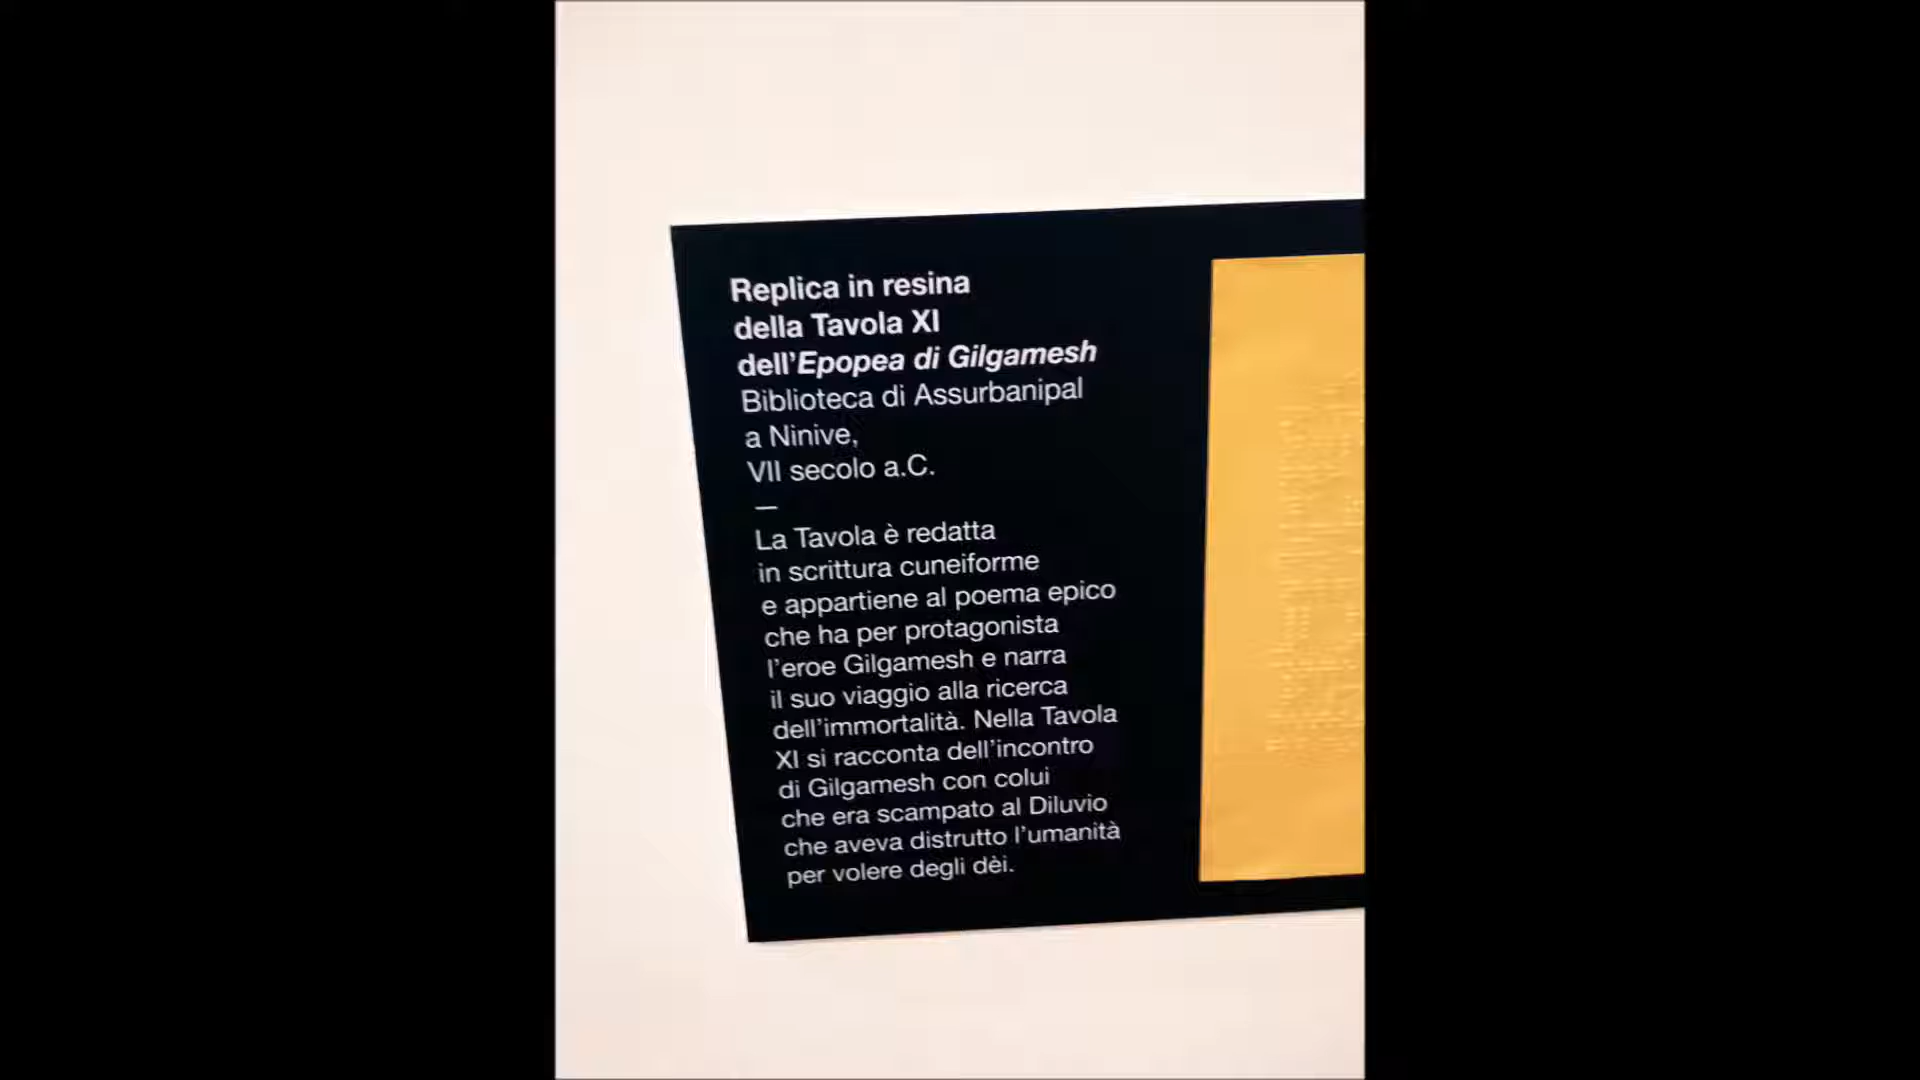 Replica in resina
della Tavola XI
dell'Epopea di Gilgamesh
Biblioteca di Assurbanipal
a Ninive,
VII secolo a.C.
—
La Tavola è redatta
in scrittura cuneiforme
e appartiene al poema epico
che ha per protagonista
l'eroe Gilgamesh e narra
il suo viaggio alla ricerca
dell'immortalità. Nella Tavola
XI si racconta dell'incontro
di Gilgamesh con colui
che era scampato al Diluvio
che aveva distrutto l'umanità
per volere degli dèi.